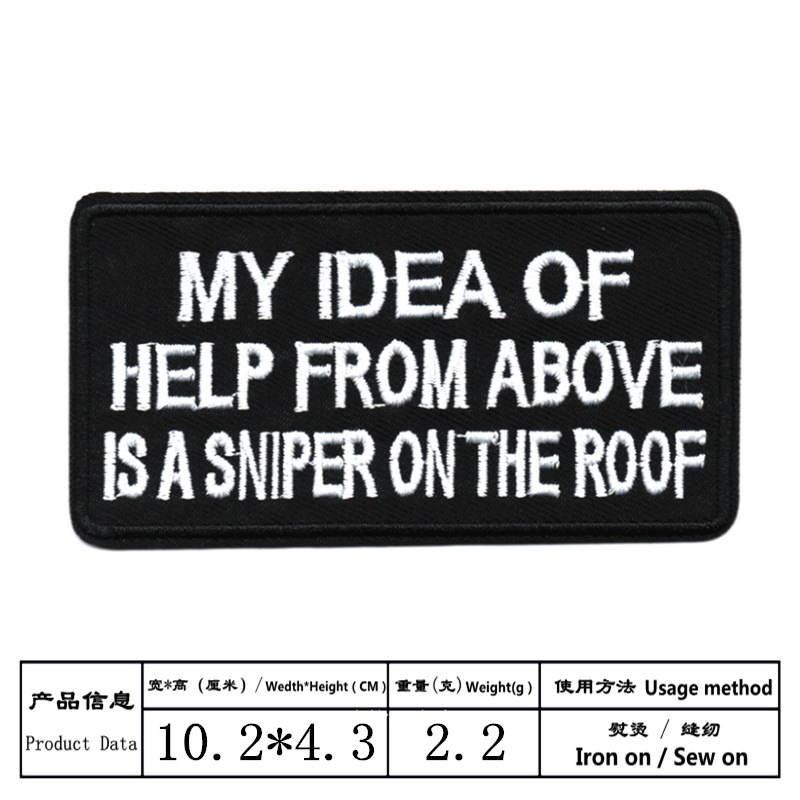 MY IDEA OF
HELP FROM ABOVE
IS A SNIPER ON THE ROOF
产品信息
Product Data
宽*高（厘米）/ Wedth*Height ( CM )
10.2*4.3
重量(克) Weight(g)
2.2
使用方法 Usage method
熨烫 / 缝纫
Iron on / Sew on